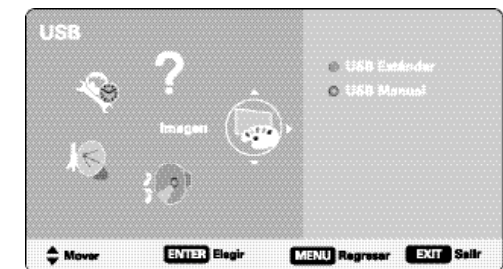 USB
?
USB Estándar
USB Manual
Imagen
Mover ENTER Elegir MENU Regresar EXIT Salir